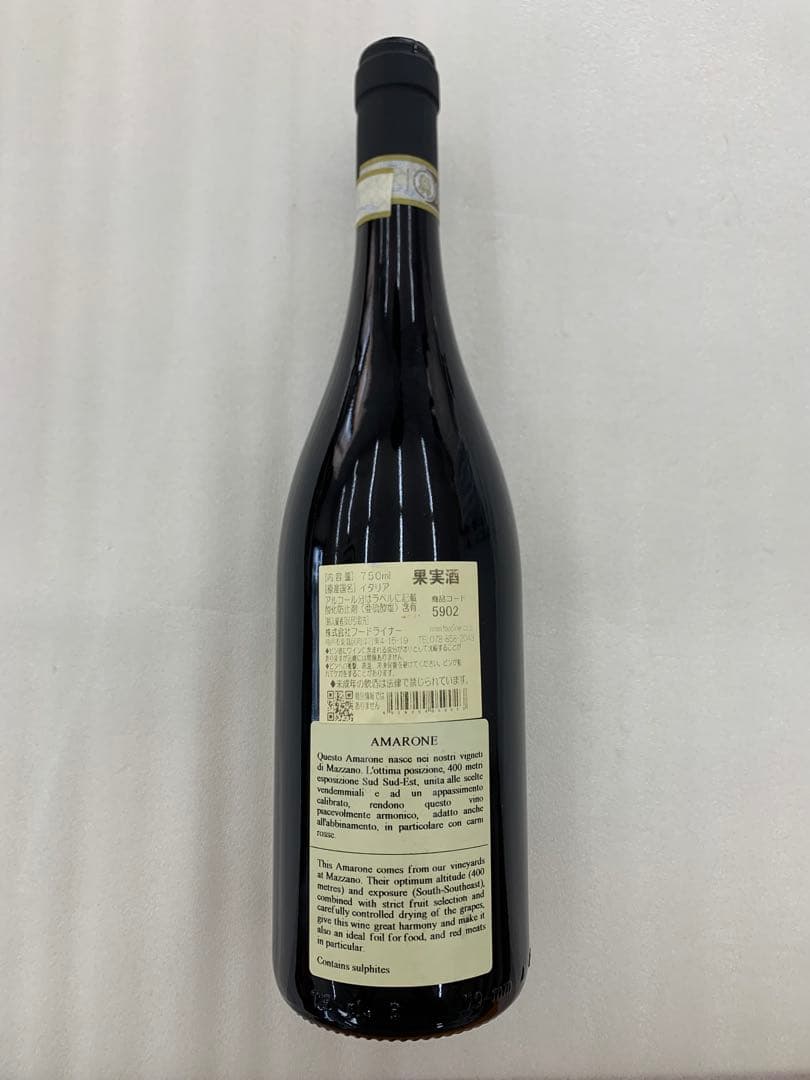 [内容量] 750ml 果実酒
[原産国名] イタリア
アルコール分はラベルに記載 商品コード
酸化防止剤(亜硫酸塩)含有 5902
株式会社フードライナー
4-15-19 TEL078-858-2043
◆未成年の飲酒は法律で禁じられています。
AMARONE
Questo Amarone nasce nei nostri vigneti
di Mazzano. L'ottima posizione, 400 metri
esposizione Sud Sud-Est, unita alle scelte
vendemmiali e ad un appassimento
calibrato, rendono questo vino
piacevolmente armonico, adatto anche
all'abbinamento, in particolare con carni
rosse.
This Amarone comes from our vineyards
at Mazzano. Their optimum altitude (400
metres) and exposure (South-Southeast),
combined with strict fruit selection and
carefully controlled drying of the grapes,
give this wine great harmony and make it
also an ideal foil for food, and red meats
in particular.
Contains sulphites